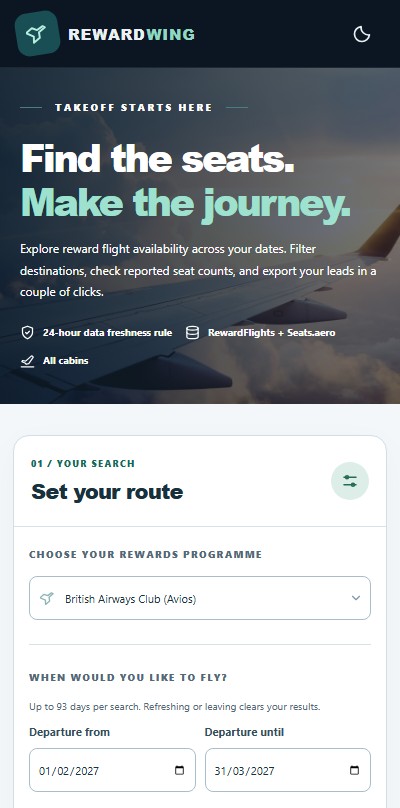 REWARDWING
TAKEOFF STARTS HERE
Find the seats.
Make the journey.
Explore reward flight availability across your dates. Filter
destinations, check reported seat counts, and export your leads in a
couple of clicks.
24-hour data freshness rule RewardFlights + Seats.aero
All cabins
01 / YOUR SEARCH
Set your route
CHOOSE YOUR REWARDS PROGRAMME
British Airways Club (Avios)
WHEN WOULD YOU LIKE TO FLY?
Up to 93 days per search. Refreshing or leaving clears your results.
Departure from Departure until
01/02/2027 31/03/2027